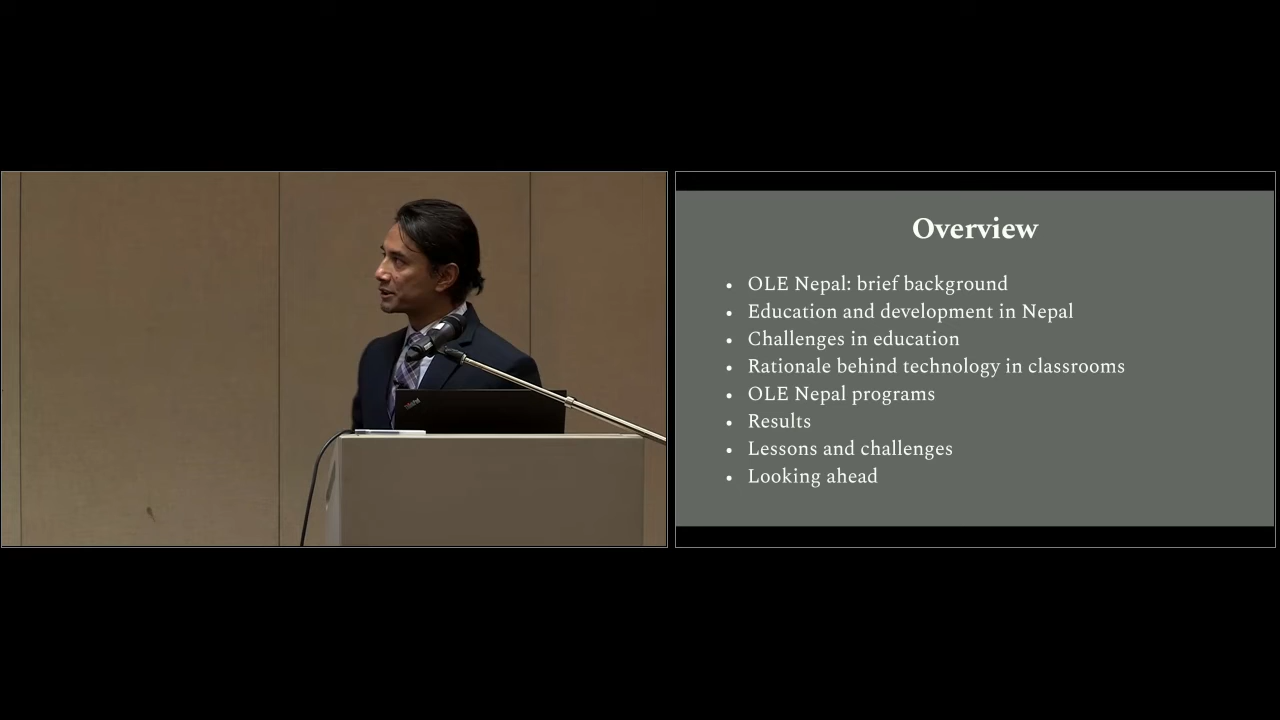 Overview
OLE Nepal: brief background
Education and development in Nepal
Challenges in education
Rationale behind technology in classrooms
OLE Nepal programs
Results
Lessons and challenges
Looking ahead
ThinkPad